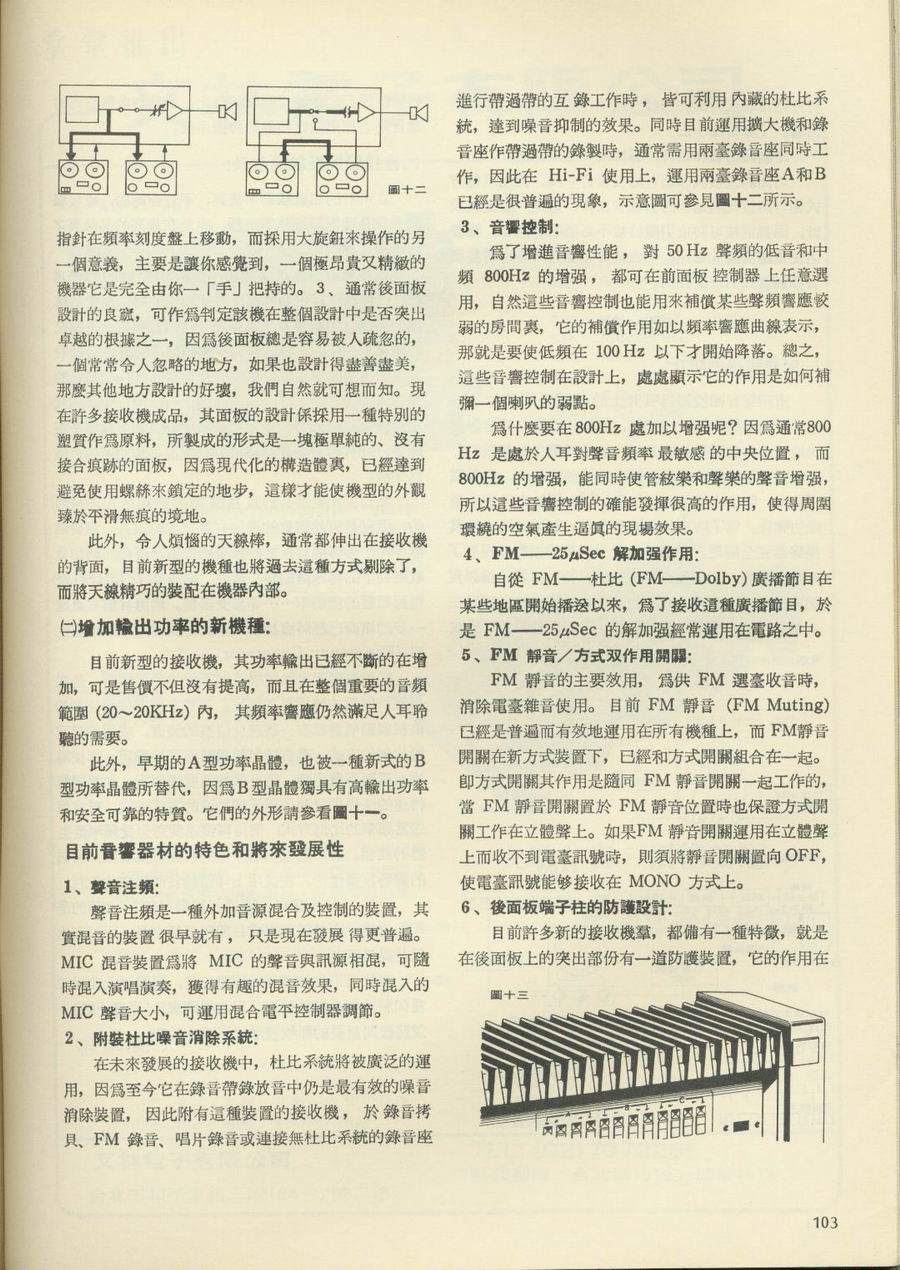 圖十二
指針在頻率刻度盤上移動，而採用大旋鈕來操作的另
一個意義，主要是讓你感覺到，一個極昂貴又精緻的
機器它是完全由你一「手」把持的。3、通常後面板
設計的良窳，可作爲判定該機在整個設計中是否突出
卓越的根據之一，因爲後面板總是容易被人疏忽的，
一個常常令人忽略的地方，如果也設計得盡善盡美，
那麼其他地方設計的好壞，我們自然就可想而知。現
在許多接收機成品，其面板的設計係採用一種特別的
塑質作爲原料，所製成的形式是一塊極單純的、沒有
接合痕跡的面板，因爲現代化的構造體裏，已經達到
避免使用螺絲來鎖定的地步，這樣才能使機型的外觀
臻於平滑無痕的境地。
此外，令人煩惱的天線棒，通常都伸出在接收機
的背面，目前新型的機種也將過去這種方式剔除了，
而將天線精巧的裝配在機器內部。
㈡增加輸出功率的新機種：
目前新型的接收機，其功率輸出已經不斷的在增
加，可是售價不但沒有提高，而且在整個重要的音頻
範圍 (20～20KHz) 內， 其頻率響應仍然滿足人耳聆
聽的需要。
此外，早期的A型功率晶體，也被一種新式的B
型功率晶體所替代，因爲B型晶體獨具有高輸出功率
和安全可靠的特質。它們的外形請參看圖十一。
目前音響器材的特色和將來發展性
1、聲音注頻：
聲音注頻是一種外加音源混合及控制的裝置，其
實混音的裝置 很早就有， 只是現在發展 得更普遍。
MIC 混音裝置爲將 MIC 的聲音與訊源相混，可隨
時混入演唱演奏，獲得有趣的混音效果，同時混入的
MIC 聲音大小，可運用混合電平控制器調節。
2、附裝杜比噪音消除系統：
在未來發展的接收機中，杜比系統將被廣泛的運
用，因爲至今它在錄音帶錄放音中仍是最有效的噪音
消除裝置， 因此附有這種裝置的接收機， 於 錄音拷
貝、FM 錄音、唱片錄音或連接無杜比系統的錄音座
進行帶過帶的互 錄工作時， 皆可利用 內藏的杜比系
統，達到噪音抑制的效果。同時目前運用擴大機和錄
音座作帶過帶的錄製時，通常需用兩臺錄音座同時工
作，因此在 Hi-Fi 使用上，運用兩臺錄音座A和B
已經是很普遍的現象，示意圖可參見圖十二所示。
3、音響控制：
爲了增進音響性能， 對 50 Hz 聲頻的低音和中
頻 800Hz 的增强， 都可在前面板 控制器 上任意選
用，自然這些音響控制也能用來補償某些聲頻響應較
弱的房間裏，它的補償作用如以頻率響應曲線表示，
那就是要使低頻在 100 Hz 以下才開始降落。總之，
這些音響控制在設計上，處處顯示它的作用是如何補
彌一個喇叭的弱點。
爲什麼要在 800Hz 處加以增强呢？因爲通常800
Hz 是處於人耳對聲音頻率 最敏感 的中央位置， 而
800Hz 的增强，能同時使管絃樂和聲樂的聲音增强，
所以這些音響控制的確能發揮很高的作用，使得周圍
環繞的空氣產生逼眞的現場效果。
4、FM——25μSec 解加强作用：
自從 FM——杜比 (FM——Dolby) 廣播節目在
某些地區開始播送以來，爲了接收這種廣播節目，於
是 FM——25μSec 的解加强經常運用在電路之中。
5、FM 靜音／方式双作用開關：
FM 靜音的主要效用， 爲供 FM 選臺收音時，
消除電臺雜音使用。目前 FM 靜音 (FM Muting)
已經是普遍而有效地運用在所有機種上，而 FM靜音
開關在新方式裝置下，已經和方式開關組合在一起。
卽方式開關其作用是隨同 FM 靜音開關一起工作的，
當 FM 靜音開關置於 FM 靜音位置時也保證方式開
關工作在立體聲上。如果FM 靜音開關運用在立體聲
上而收不到電臺訊號時，則須將靜音開關置向 OFF，
使電臺訊號能够接收在 MONO 方式上。
6、後面板端子柱的防護設計：
目前許多新的接收機羣，都備有一種特徵，就是
在後面板上的突出部份有一道防護裝置，它的作用在
圖十三
A B C
103